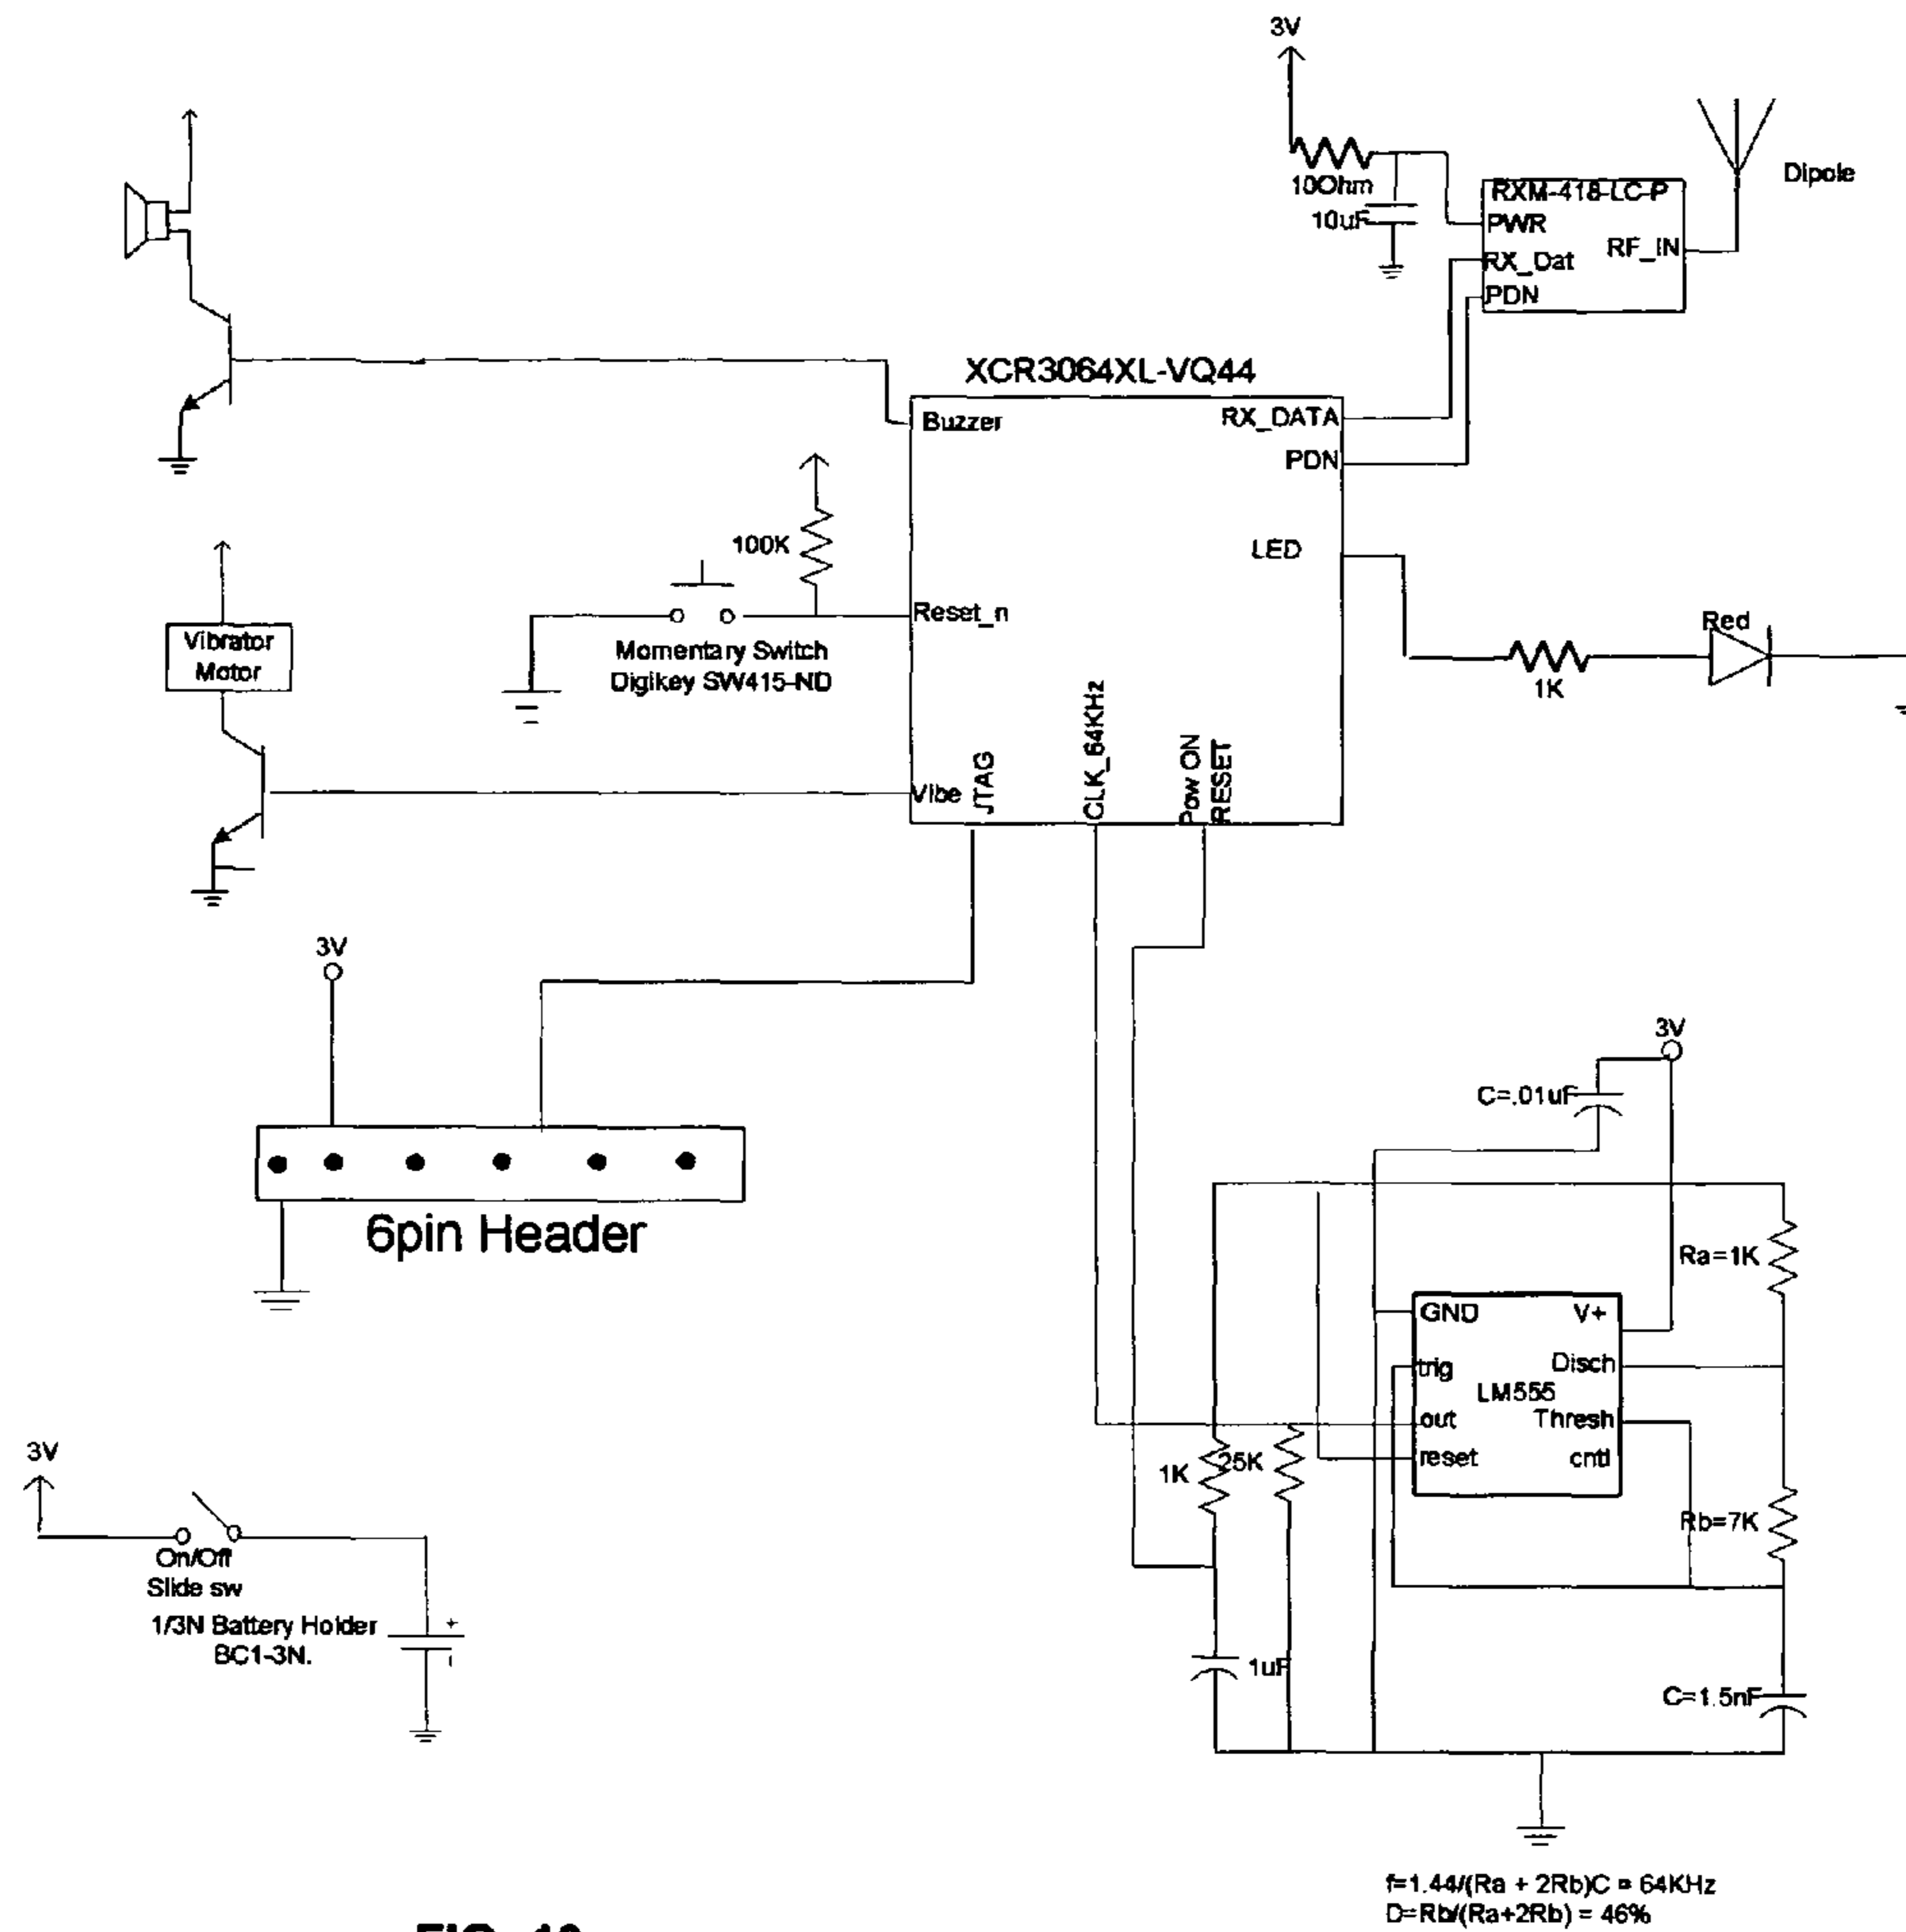 3V
Dipole
10Ohm
10uF
RXM-418-LC-P
PWR
RF_IN
RX_Dat
PDN
XCR3064XL-VQ44
Buzzer
RX_DATA
PDN
LED
100K
Reset_n
Momentary Switch
Digikey SW415-ND
Vibrator
Motor
Red
1K
Vibe
JTAG
CLK_64KHz
Pow ON
RESET
3V
6pin Header
3V
C=.01uF
Ra=1K
GND
V+
trig
Disch
LM555
out
Thresh
reset
cntl
1K
25K
Rb=7K
3V
On/Off
Slide sw
1/3N Battery Holder
BC1-3N.
+
1uF
C=1.5nF
f=1.44/(Ra + 2Rb)C = 64KHz
D=Rb/(Ra+2Rb) = 46%